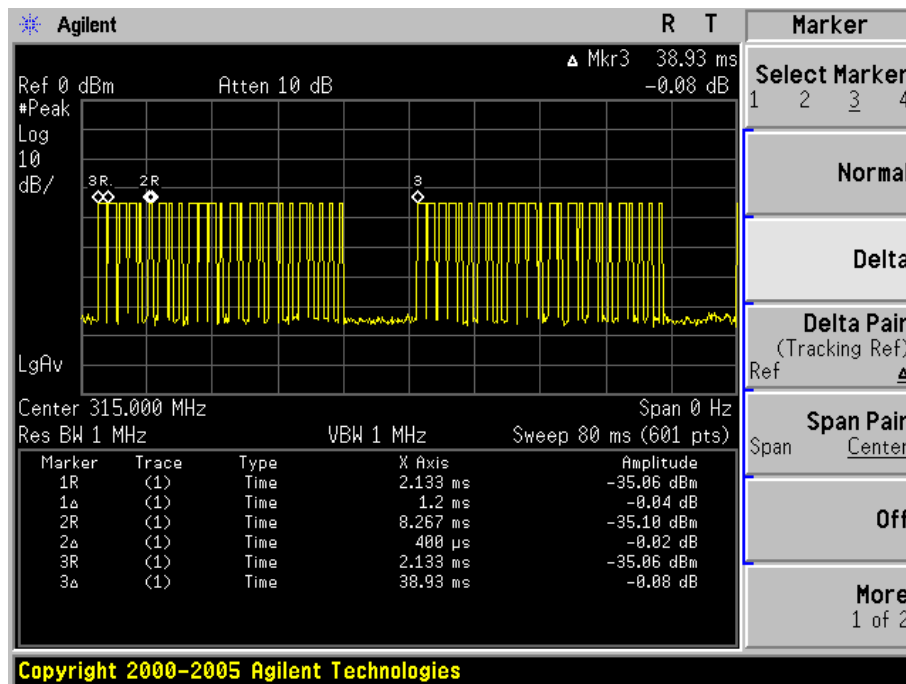 Agilent R T Marker
Δ Mkr3 38.93 ms
Ref 0 dBm Atten 10 dB -0.08 dB
#Peak
Log
10
dB/
3R 2R 3
LgAv
Center 315.000 MHz Span 0 Hz
Res BW 1 MHz VBW 1 MHz Sweep 80 ms (601 pts)
Marker Trace Type X Axis Amplitude
1R (1) Time 2.133 ms -35.06 dBm
1Δ (1) Time 1.2 ms -0.04 dB
2R (1) Time 8.267 ms -35.10 dBm
2Δ (1) Time 400 µs -0.02 dB
3R (1) Time 2.133 ms -35.06 dBm
3Δ (1) Time 38.93 ms -0.08 dB
Select Marker
1 2 3 4
Normal
Delta
Delta Pair
(Tracking Ref)
Ref Δ
Span Pair
Span Center
Off
More
1 of 2
Copyright 2000-2005 Agilent Technologies